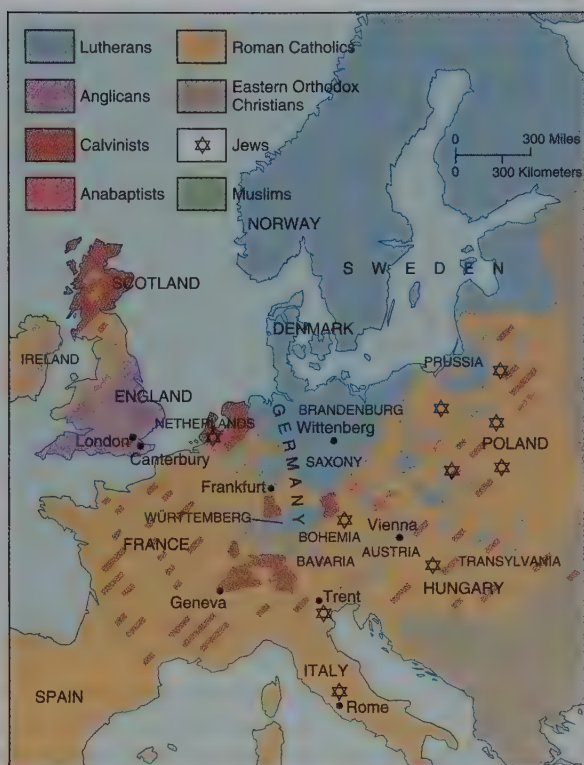 Lutherans
Roman Catholics
Anglicans
Eastern Orthodox
Christians
Calvinists
Jews
Anabaptists
Muslims
0 300 Miles
0 300 Kilometers
NORWAY
SWEDEN
SCOTLAND
DENMARK
IRELAND
PRUSSIA
ENGLAND
NETHERLANDS
GERMANY
BRANDENBURG
Wittenberg
London
POLAND
Canterbury
SAXONY
Frankfurt
WÜRTTEMBERG
Vienna
BOHEMIA
FRANCE
AUSTRIA
BAVARIA
TRANSYLVANIA
HUNGARY
Geneva
Trent
ITALY
SPAIN
Rome